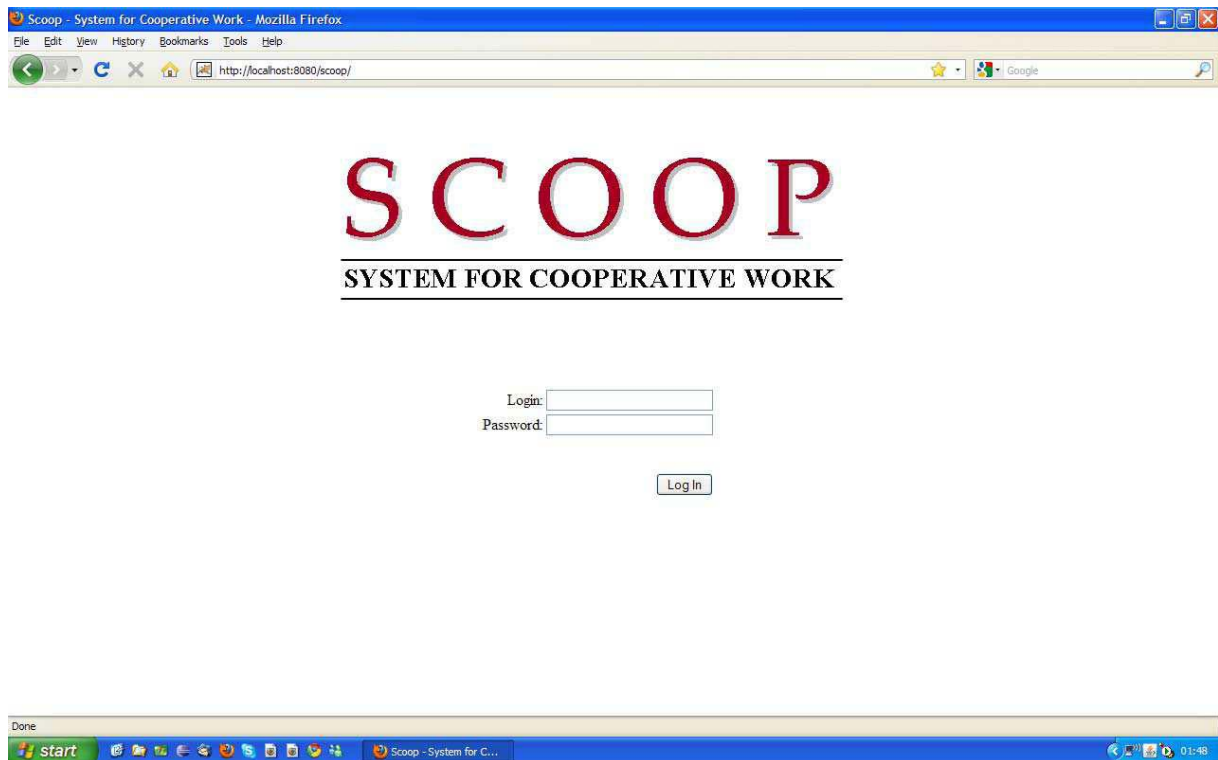 Scoop - System for Cooperative Work - Mozilla Firefox
File Edit View History Bookmarks Tools Help
http://localhost:8080/scoop/
Google
SCOOP
SYSTEM FOR COOPERATIVE WORK
Login:
Password:
Log In
Done
start
Scoop - System for C...
01:48